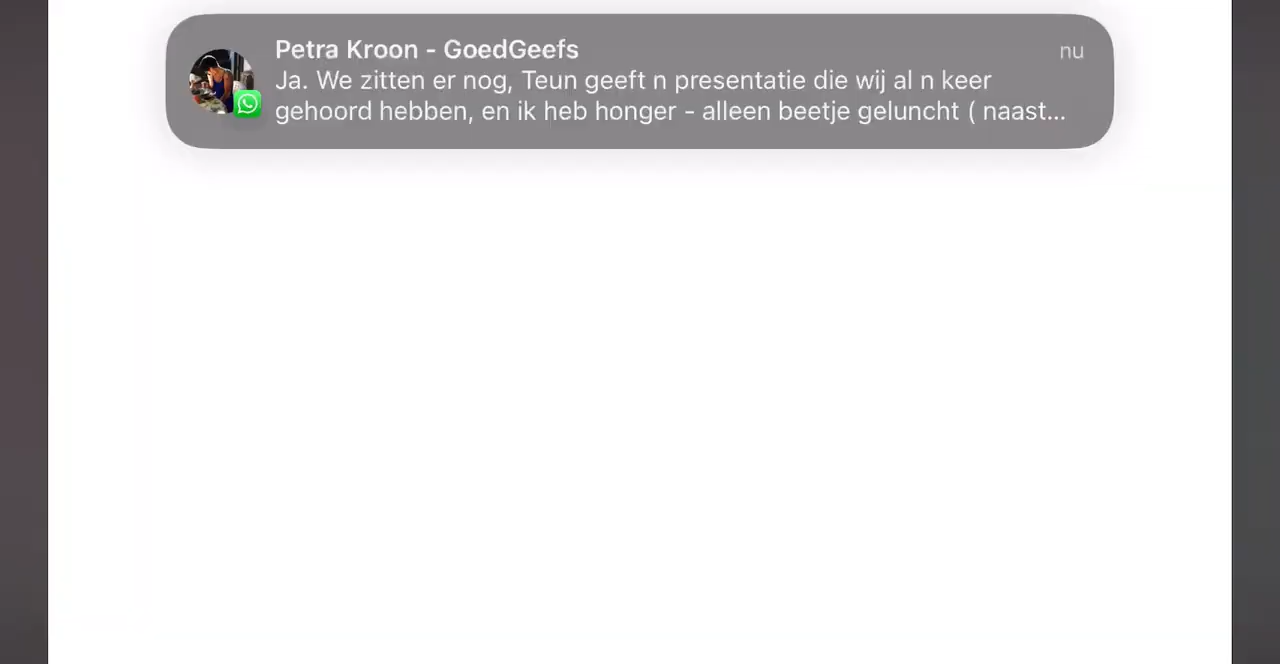 Petra Kroon - GoedGeefs
nu
Ja. We zitten er nog, Teun geeft n presentatie die wij al n keer
gehoord hebben, en ik heb honger - alleen beetje geluncht ( naast...